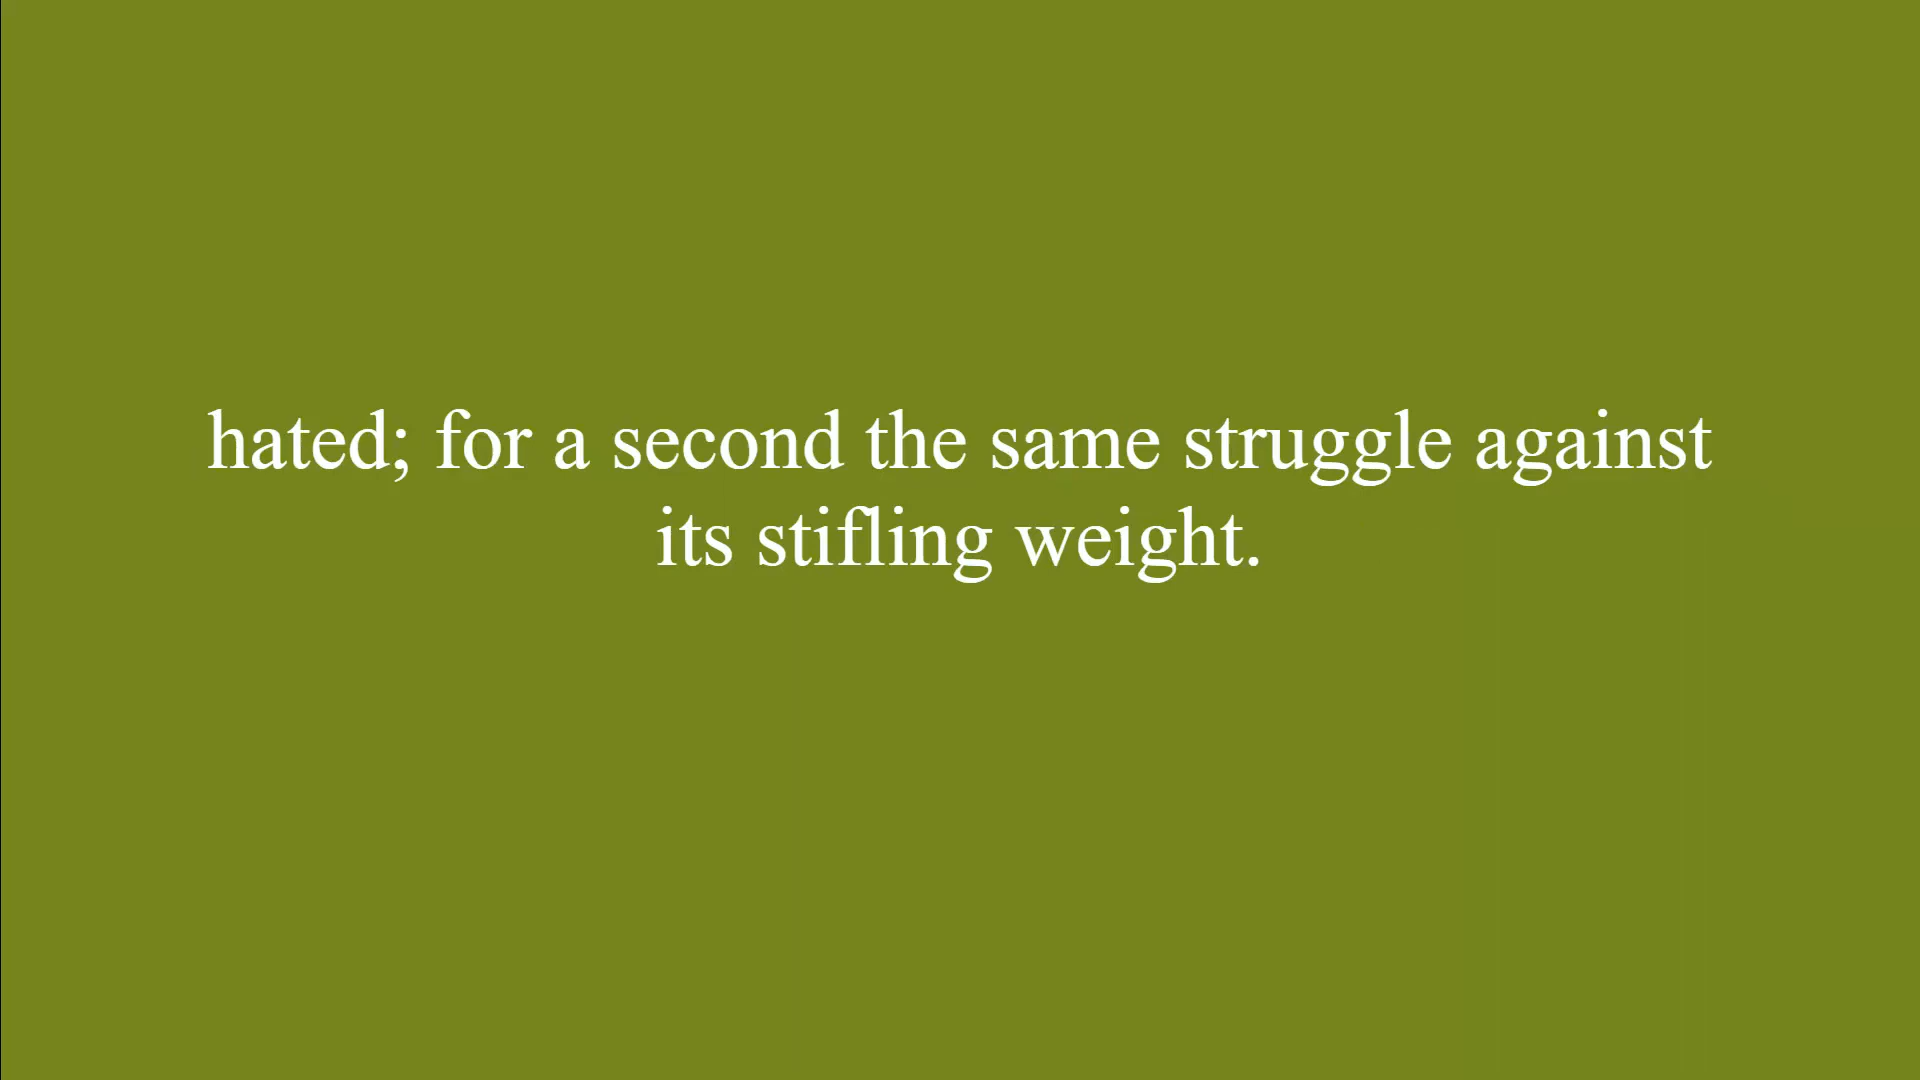 hated; for a second the same struggle against
its stifling weight.